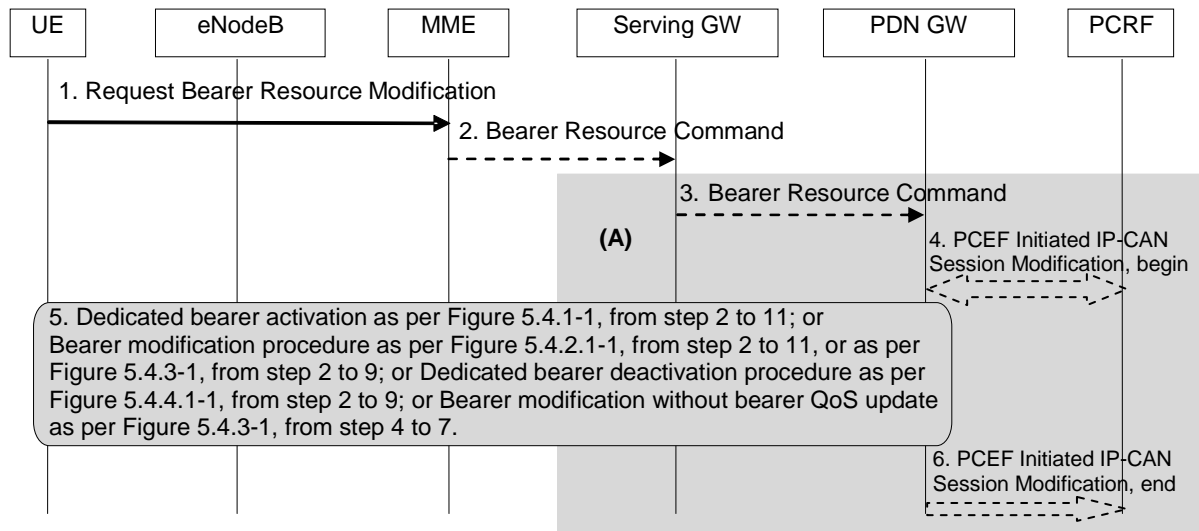 UE
eNodeB
MME
Serving GW
PDN GW
PCRF
1. Request Bearer Resource Modification
2. Bearer Resource Command
3. Bearer Resource Command
(A)
4. PCEF Initiated IP-CAN
Session Modification, begin
5. Dedicated bearer activation as per Figure 5.4.1-1, from step 2 to 11; or
Bearer modification procedure as per Figure 5.4.2.1-1, from step 2 to 11, or as per
Figure 5.4.3-1, from step 2 to 9; or Dedicated bearer deactivation procedure as per
Figure 5.4.4.1-1, from step 2 to 9; or Bearer modification without bearer QoS update
as per Figure 5.4.3-1, from step 4 to 7.
6. PCEF Initiated IP-CAN
Session Modification, end